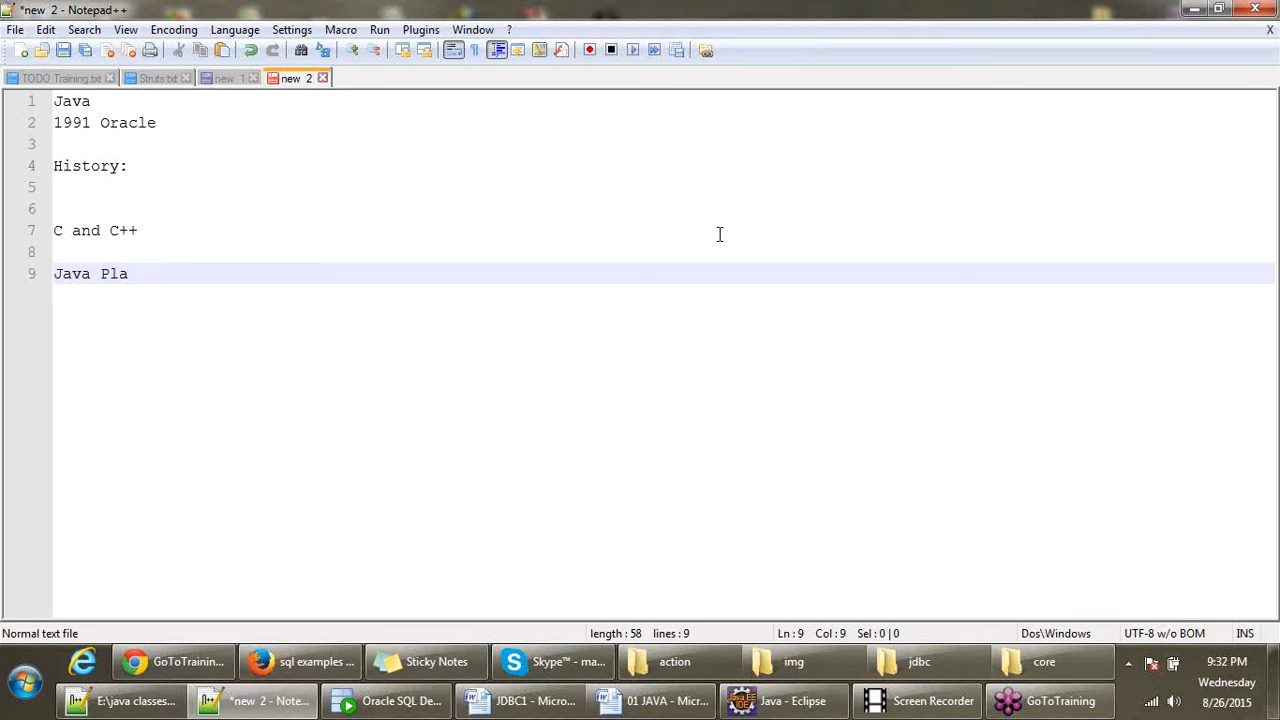 *new 2 - Notepad++
File Edit Search View Encoding Language Settings Macro Run Plugins Window ? X
TODO Training.txt Struts.txt new 1 new 2
1 Java
2 1991 Oracle
3
4 History:
5
6
7 C and C++
8
9 Java Pla
Normal text file length : 58 lines : 9 Ln : 9 Col : 9 Sel : 0 | 0 Dos\Windows UTF-8 w/o BOM INS
GoToTrainin... sql examples ... Sticky Notes Skype™ - ma... action img jdbc core 9:32 PM
Wednesday
E:\java classes... *new 2 - Note... Oracle SQL De... JDBC1 - Micro... 01 JAVA - Micr... Java - Eclipse Screen Recorder GoToTraining 8/26/2015